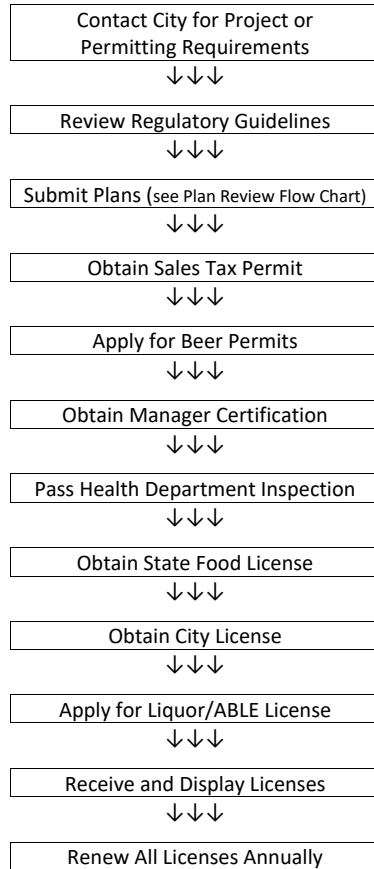 Contact City for Project or
Permitting Requirements
↓↓↓
Review Regulatory Guidelines
↓↓↓
Submit Plans (see Plan Review Flow Chart)
↓↓↓
Obtain Sales Tax Permit
↓↓↓
Apply for Beer Permits
↓↓↓
Obtain Manager Certification
↓↓↓
Pass Health Department Inspection
↓↓↓
Obtain State Food License
↓↓↓
Obtain City License
↓↓↓
Apply for Liquor/ABLE License
↓↓↓
Receive and Display Licenses
↓↓↓
Renew All Licenses Annually